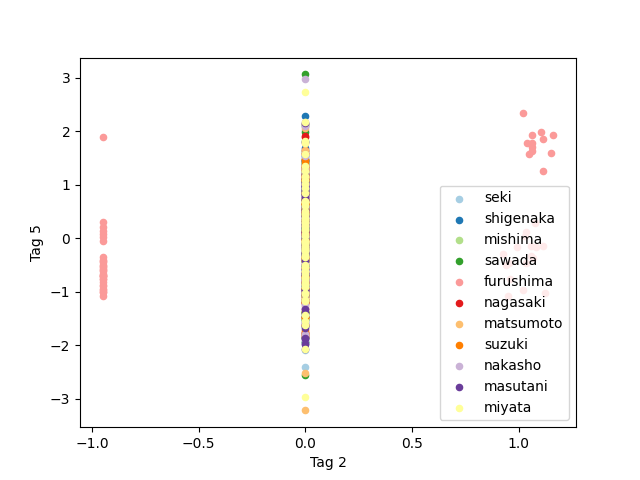 3
2
1
0
−1
−2
−3
Tag 5
−1.0
−0.5
0.0
0.5
1.0
Tag 2
seki
shigenaka
mishima
sawada
furushima
nagasaki
matsumoto
suzuki
nakasho
masutani
miyata